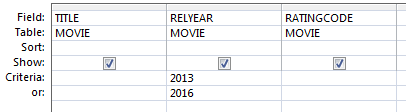 Field: TITLE RELYEAR RATINGCODE
Table: MOVIE MOVIE MOVIE
Sort:
Show:
Criteria: 2013
or: 2016